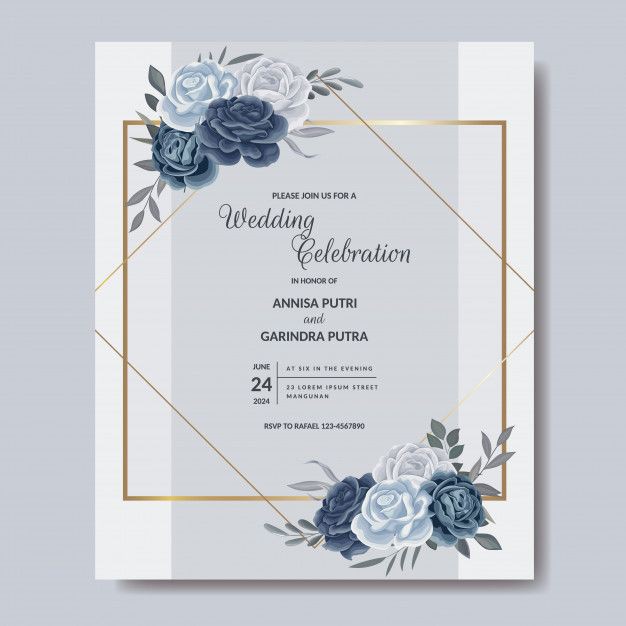 PLEASE JOIN US FOR A
Wedding
Celebration
IN HONOR OF
ANNISA PUTRI
and
GARINDRA PUTRA
JUNE
24
2024
AT SIX IN THE EVENING
23 LOREM IPSUM STREET
MANGUNAN
RSVP TO RAFAEL 123-4567890